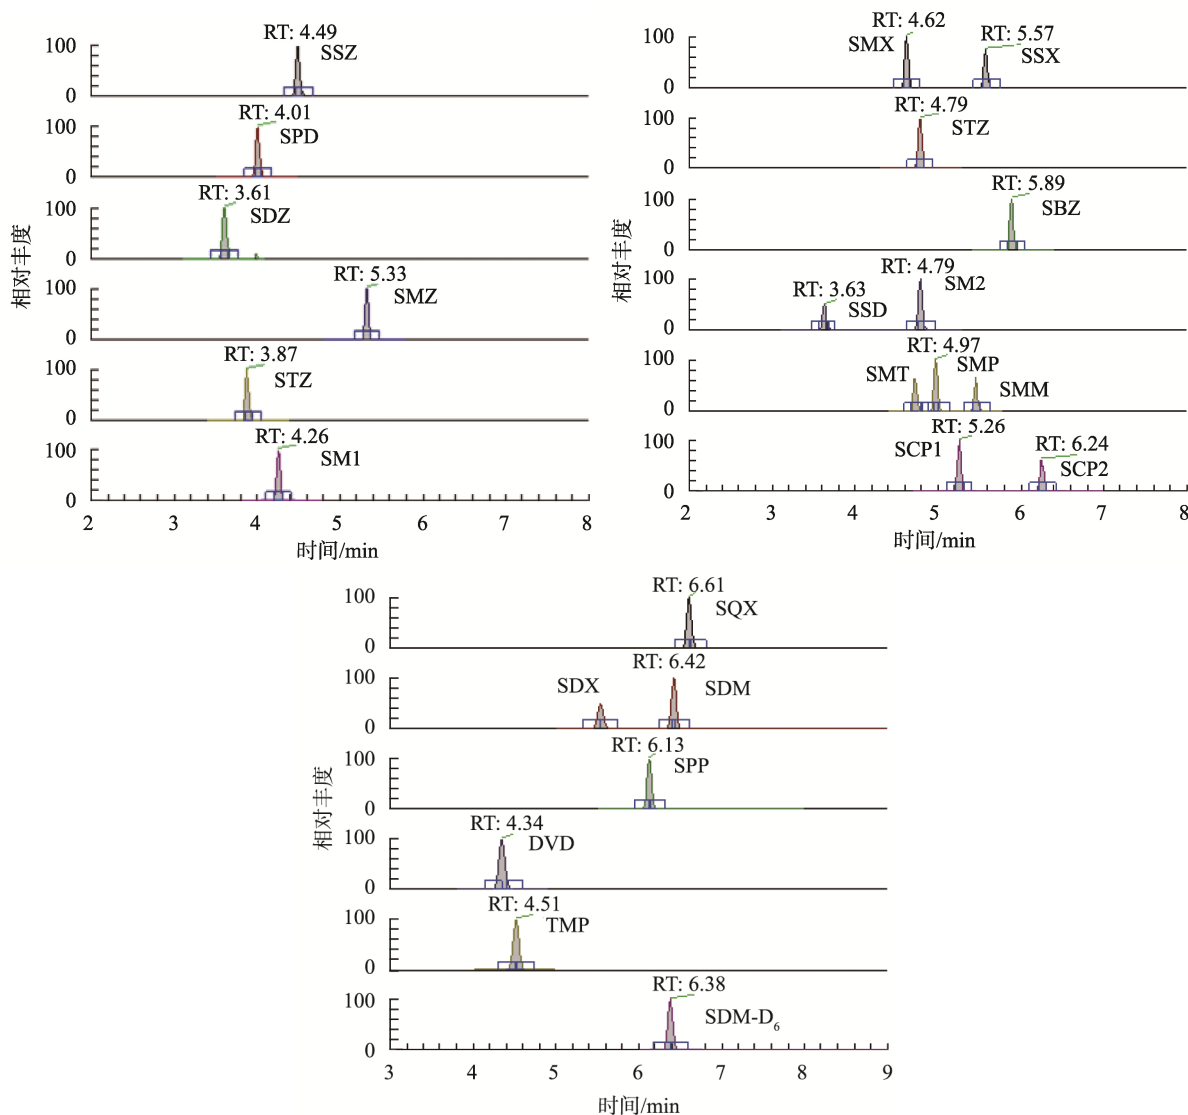 RT: 4.49
SSZ
100
0
RT: 4.01
SPD
100
0
RT: 3.61
SDZ
100
0
RT: 5.33
SMZ
100
0
RT: 3.87
STZ
100
0
RT: 4.26
SM1
100
0
相对丰度
2 3 4 5 6 7 8
时间/min
RT: 4.62
SMX
RT: 5.57
SSX
100
0
RT: 4.79
STZ
100
0
RT: 5.89
SBZ
100
0
RT: 4.79
SM2
RT: 3.63
SSD
100
0
RT: 4.97
SMT
SMP
SMM
100
0
RT: 5.26
SCP1
RT: 6.24
SCP2
100
0
相对丰度
2 3 4 5 6 7 8
时间/min
RT: 6.61
SQX
100
0
RT: 6.42
SDX
SDM
100
0
RT: 6.13
SPP
100
0
RT: 4.34
DVD
100
0
RT: 4.51
TMP
100
0
RT: 6.38
SDM-D6
100
0
相对丰度
3 4 5 6 7 8 9
时间/min